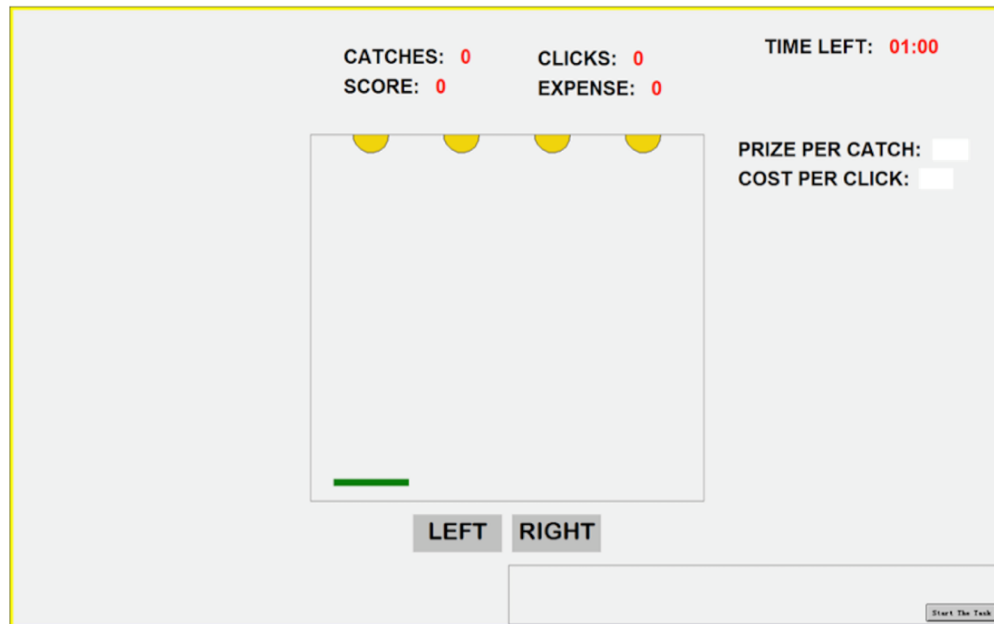 CATCHES: 0
CLICKS: 0
TIME LEFT: 01:00
SCORE: 0
EXPENSE: 0
PRIZE PER CATCH:
COST PER CLICK:
LEFT
RIGHT
Start The Task